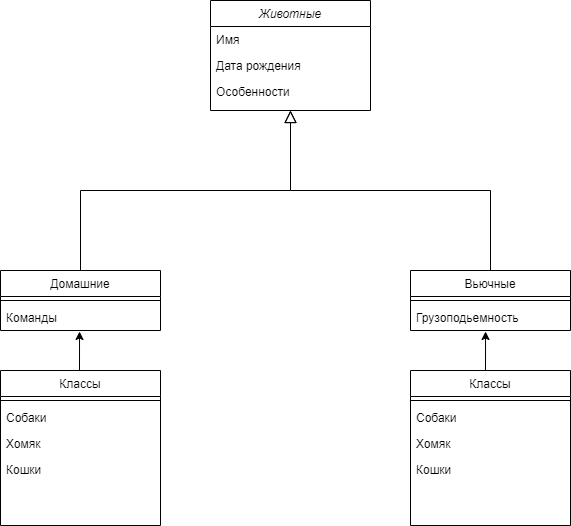 Животные
Имя
Дата рождения
Особенности
Домашние
Команды
Вьючные
Грузоподьемность
Классы
Собаки
Хомяк
Кошки
Классы
Собаки
Хомяк
Кошки